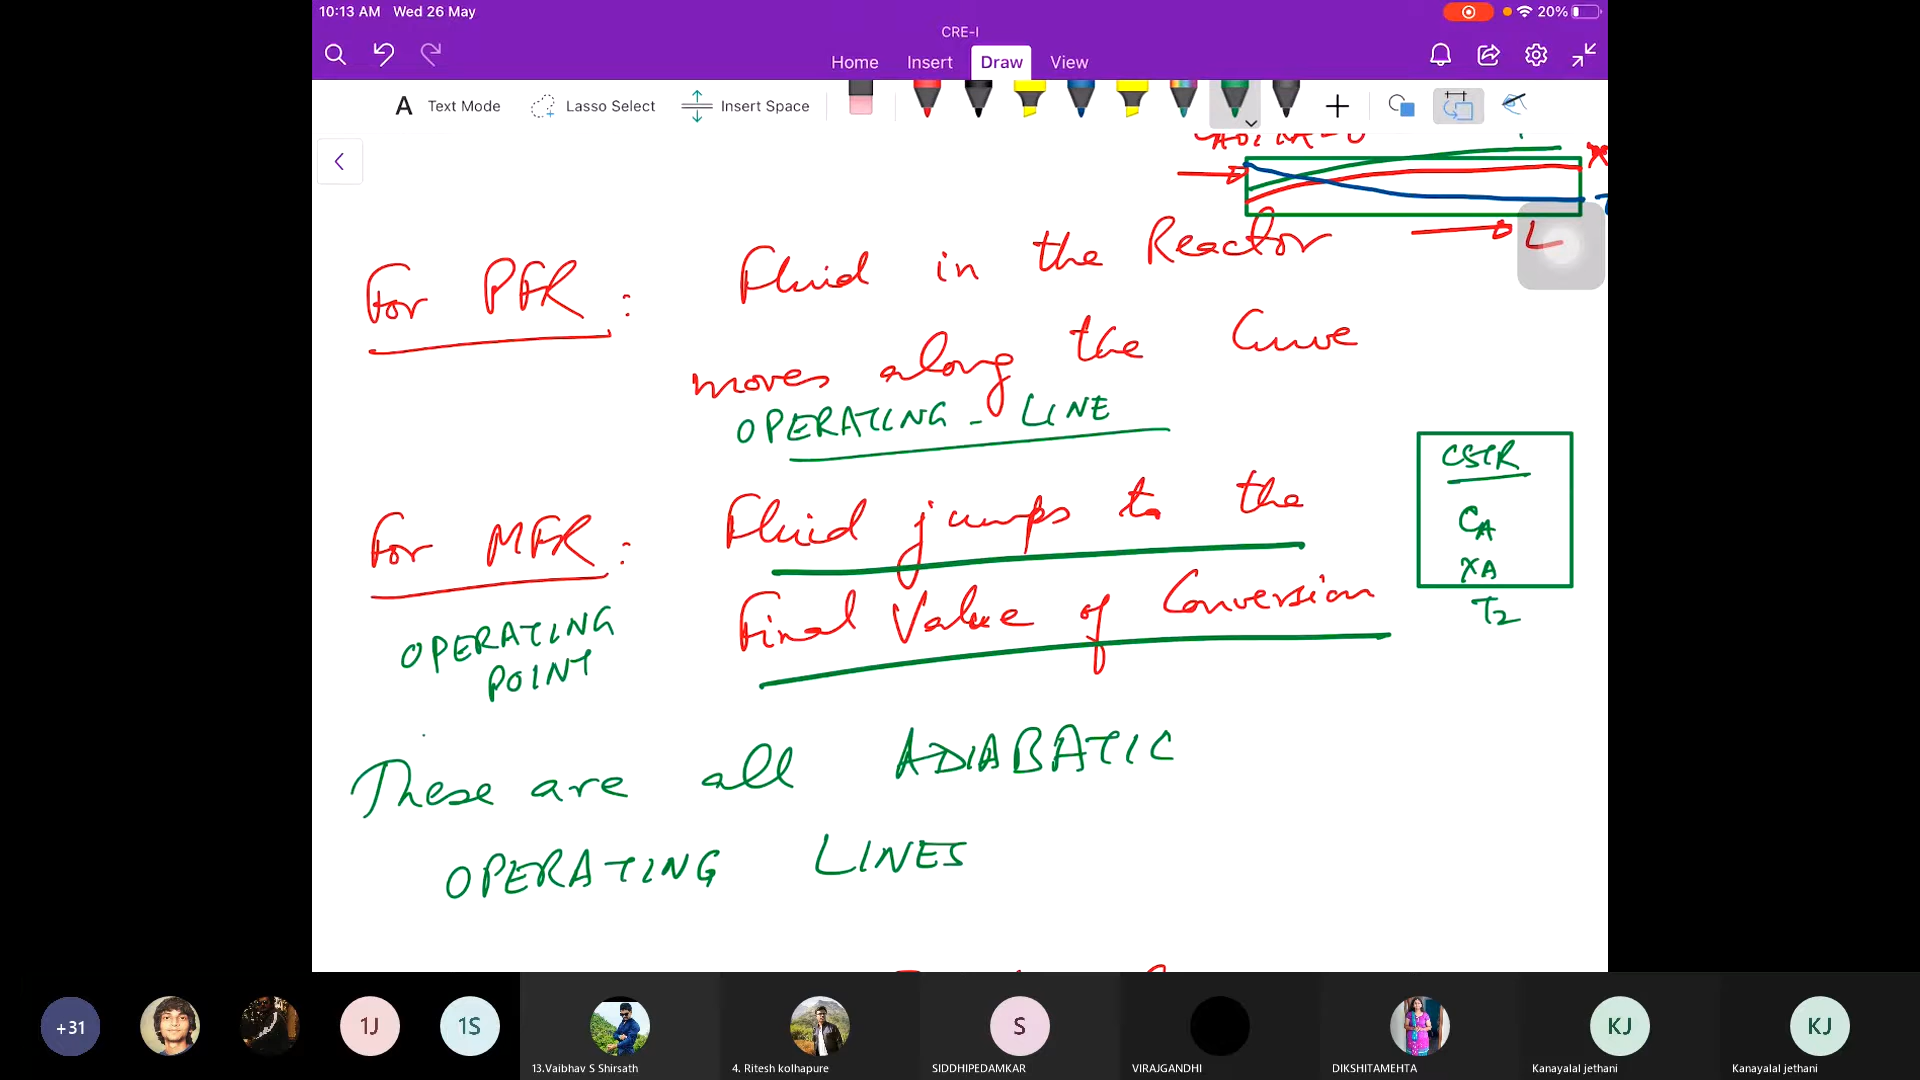 10:13 AM Wed 26 May
20%
CRE-I
Home Insert Draw View
A Text Mode Lasso Select Insert Space
L
For PFR : Fluid in the Reactor
moves along the Curve
OPERATING - LINE
CSTR
CA
XA
T2
For MFR : Fluid jumps to the
Final Value of Conversion
OPERATING
POINT
These are all ADIABATIC
OPERATING LINES
+31
1J
1S
S
KJ
KJ
13.Vaibhav S Shirsath
4. Ritesh kolhapure
SIDDHIPEDAMKAR
VIRAJGANDHI
DIKSHITAMEHTA
Kanayalal jethani
Kanayalal jethani